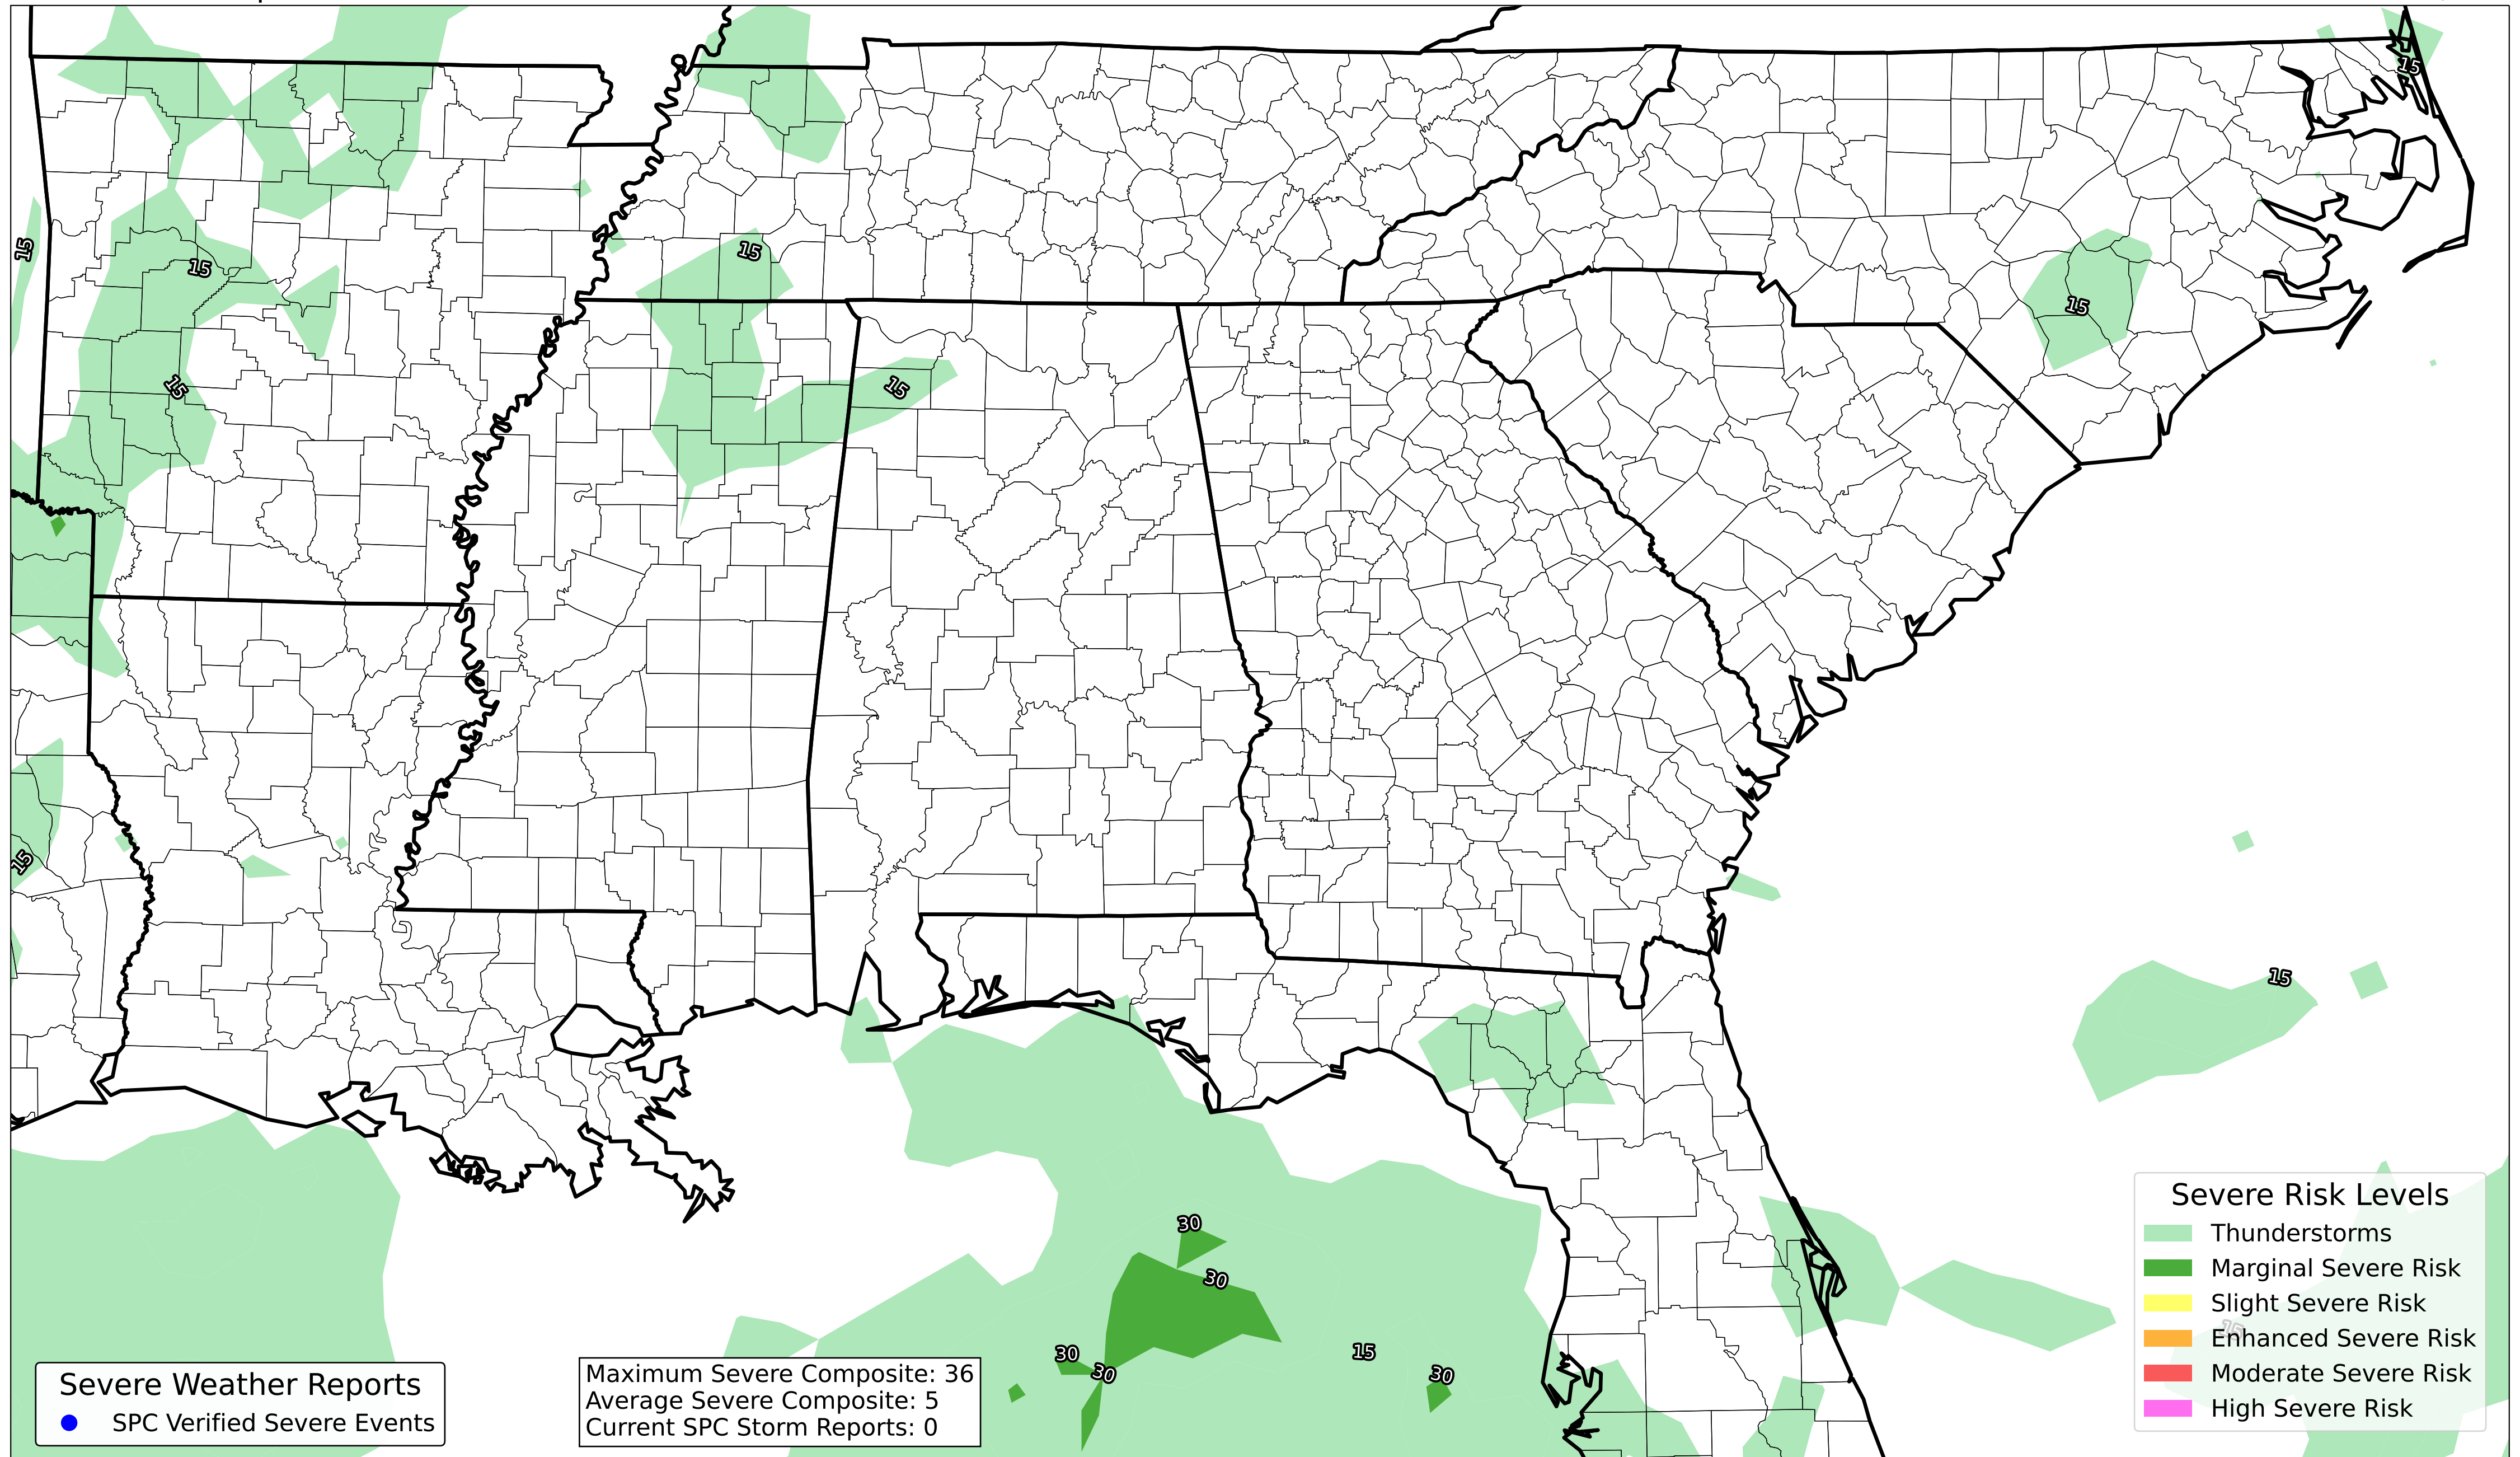 15
15
15
15
15
15
15
15
15
30
30
30
30
15
30
15
Severe Weather Reports
SPC Verified Severe Events
Maximum Severe Composite: 36
Average Severe Composite: 5
Current SPC Storm Reports: 0
Severe Risk Levels
Thunderstorms
Marginal Severe Risk
Slight Severe Risk
Enhanced Severe Risk
Moderate Severe Risk
High Severe Risk